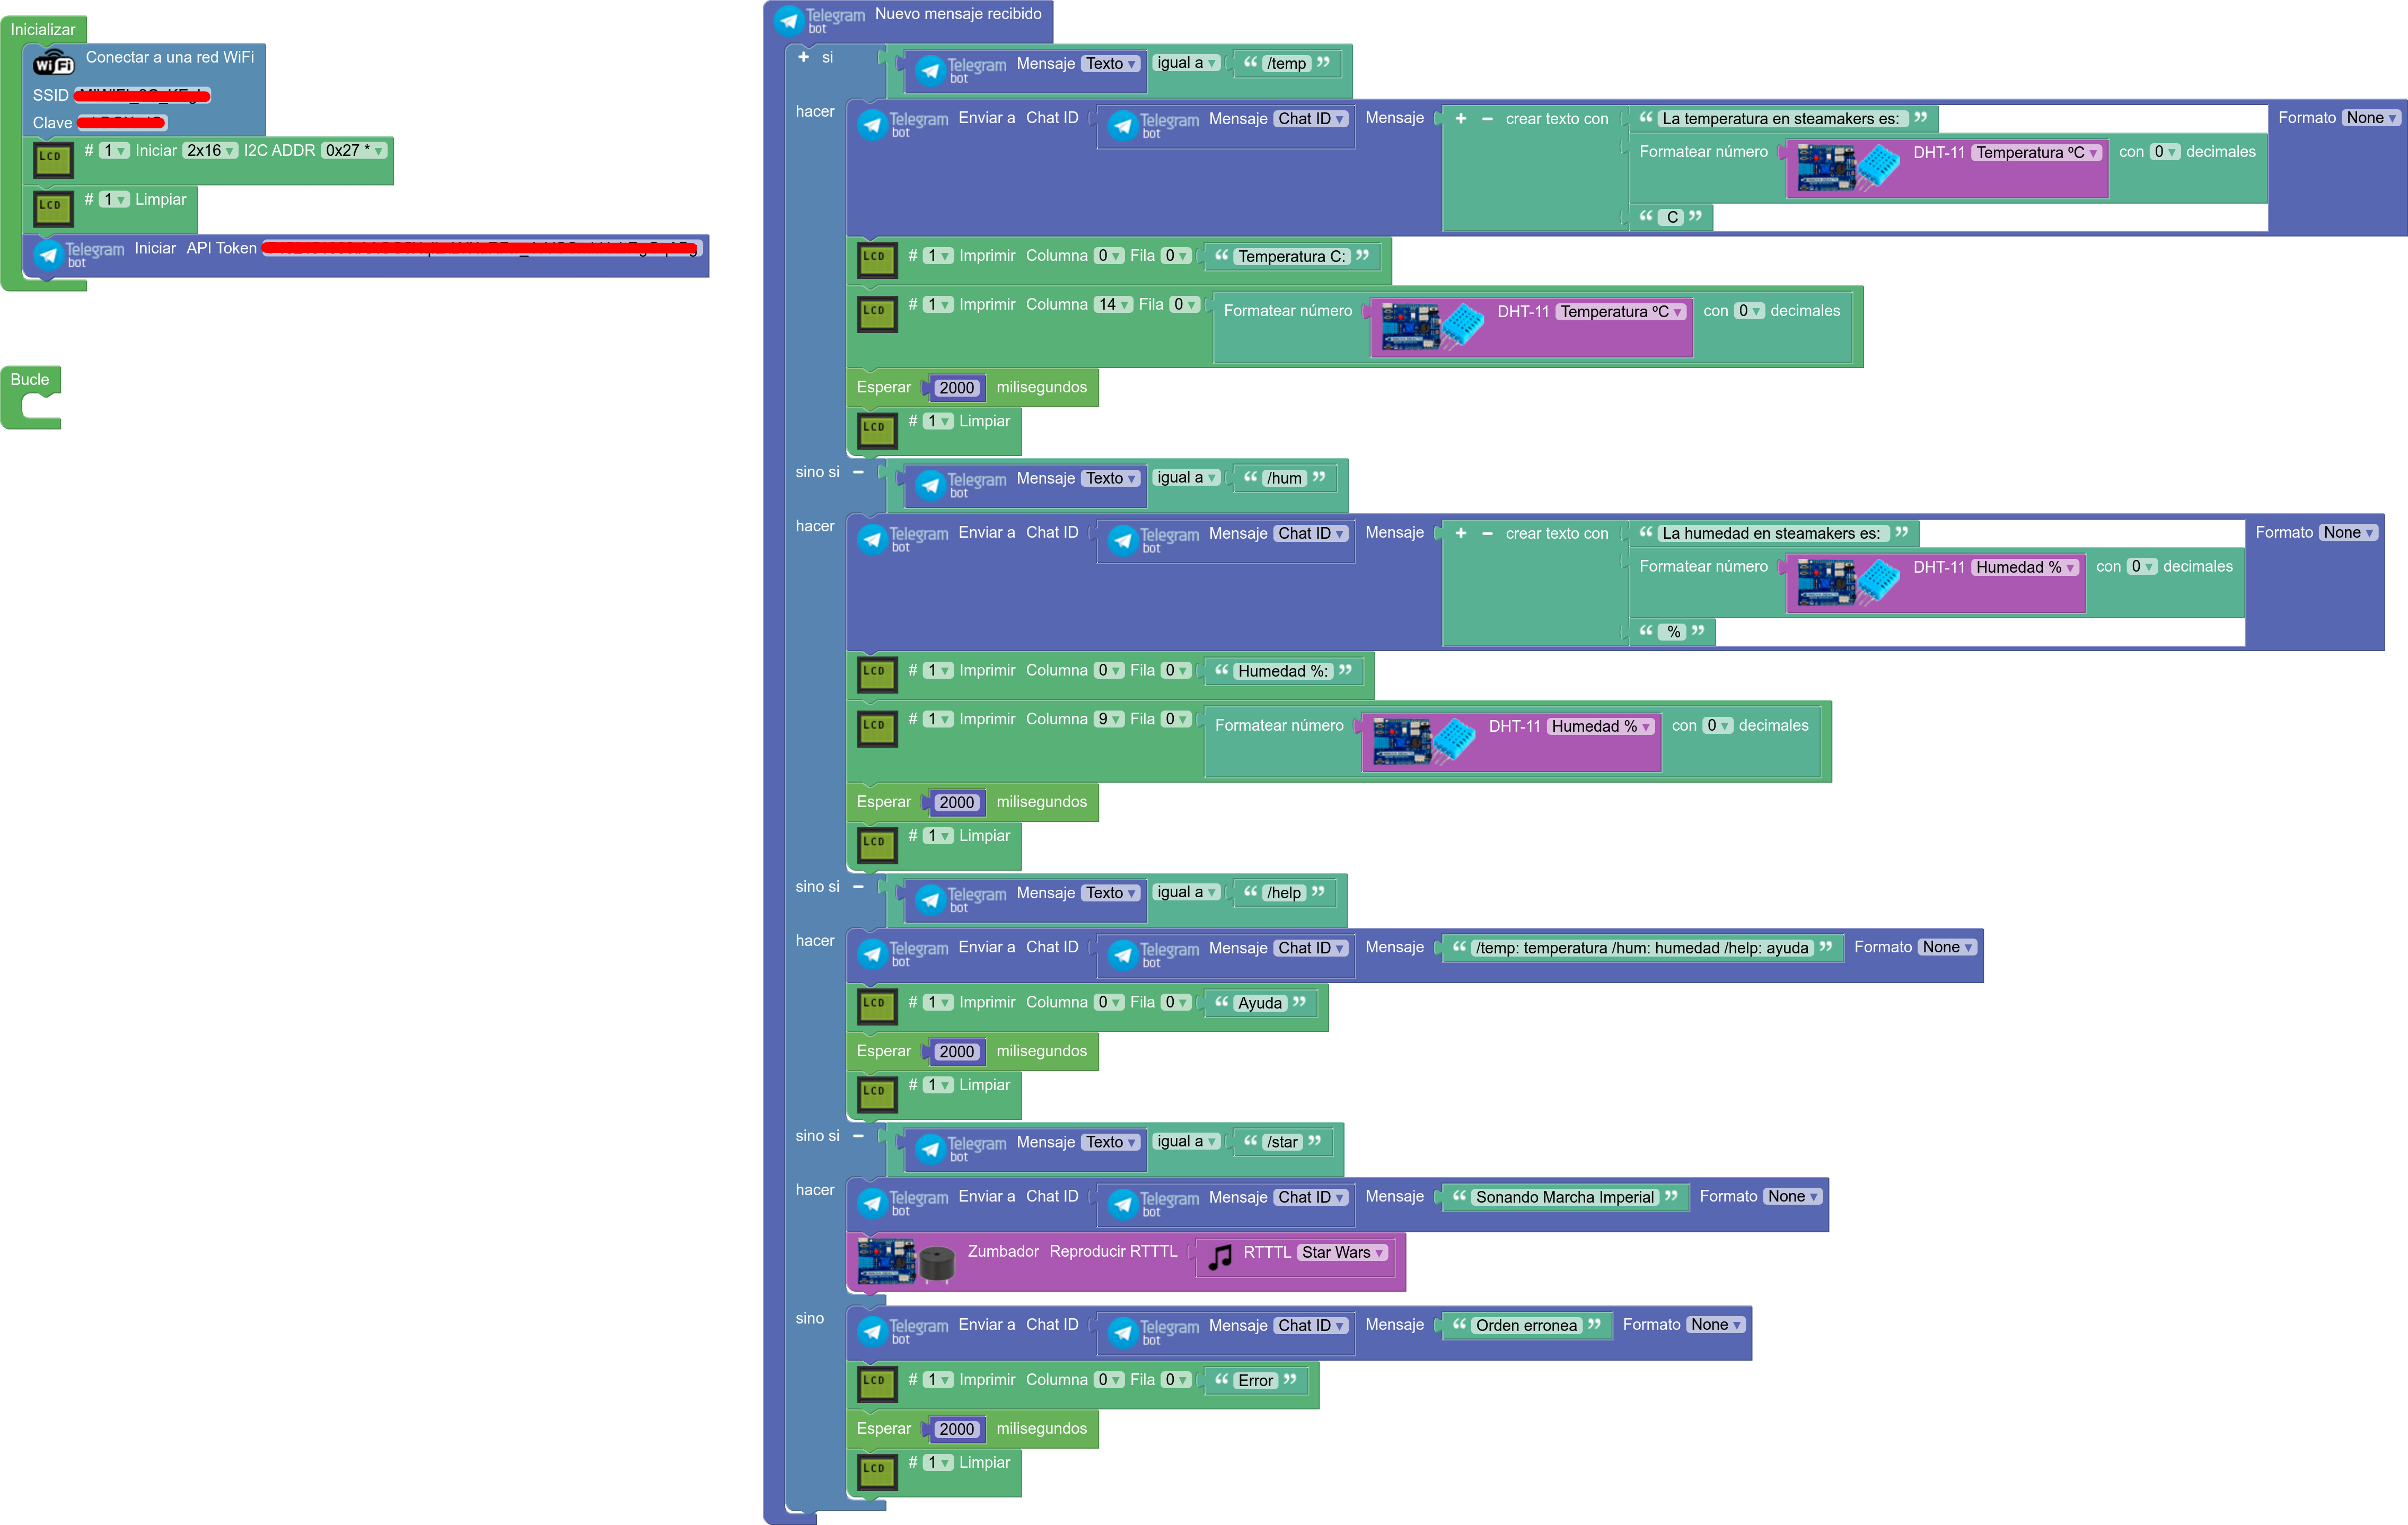 Inicializar
WiFi Conectar a una red WiFi
SSID
Clave
LCD # 1 Iniciar 2x16 I2C ADDR 0x27 *
LCD # 1 Limpiar
Telegram bot Iniciar API Token
Bucle
Telegram bot Nuevo mensaje recibido
+ si Telegram bot Mensaje Texto igual a “ /temp ”
hacer Telegram bot Enviar a Chat ID Telegram bot Mensaje Chat ID Mensaje + − crear texto con “ La temperatura en steamakers es: ” Formato None
Formatear número DHT-11 Temperatura ºC con 0 decimales
“ C ”
LCD # 1 Imprimir Columna 0 Fila 0 “ Temperatura C: ”
LCD # 1 Imprimir Columna 14 Fila 0 Formatear número DHT-11 Temperatura ºC con 0 decimales
Esperar 2000 milisegundos
LCD # 1 Limpiar
sino si − Telegram bot Mensaje Texto igual a “ /hum ”
hacer Telegram bot Enviar a Chat ID Telegram bot Mensaje Chat ID Mensaje + − crear texto con “ La humedad en steamakers es: ” Formato None
Formatear número DHT-11 Humedad % con 0 decimales
“ % ”
LCD # 1 Imprimir Columna 0 Fila 0 “ Humedad %: ”
LCD # 1 Imprimir Columna 9 Fila 0 Formatear número DHT-11 Humedad % con 0 decimales
Esperar 2000 milisegundos
LCD # 1 Limpiar
sino si − Telegram bot Mensaje Texto igual a “ /help ”
hacer Telegram bot Enviar a Chat ID Telegram bot Mensaje Chat ID Mensaje “ /temp: temperatura /hum: humedad /help: ayuda ” Formato None
LCD # 1 Imprimir Columna 0 Fila 0 “ Ayuda ”
Esperar 2000 milisegundos
LCD # 1 Limpiar
sino si − Telegram bot Mensaje Texto igual a “ /star ”
hacer Telegram bot Enviar a Chat ID Telegram bot Mensaje Chat ID Mensaje “ Sonando Marcha Imperial ” Formato None
Zumbador Reproducir RTTTL RTTTL Star Wars
sino Telegram bot Enviar a Chat ID Telegram bot Mensaje Chat ID Mensaje “ Orden erronea ” Formato None
LCD # 1 Imprimir Columna 0 Fila 0 “ Error ”
Esperar 2000 milisegundos
LCD # 1 Limpiar